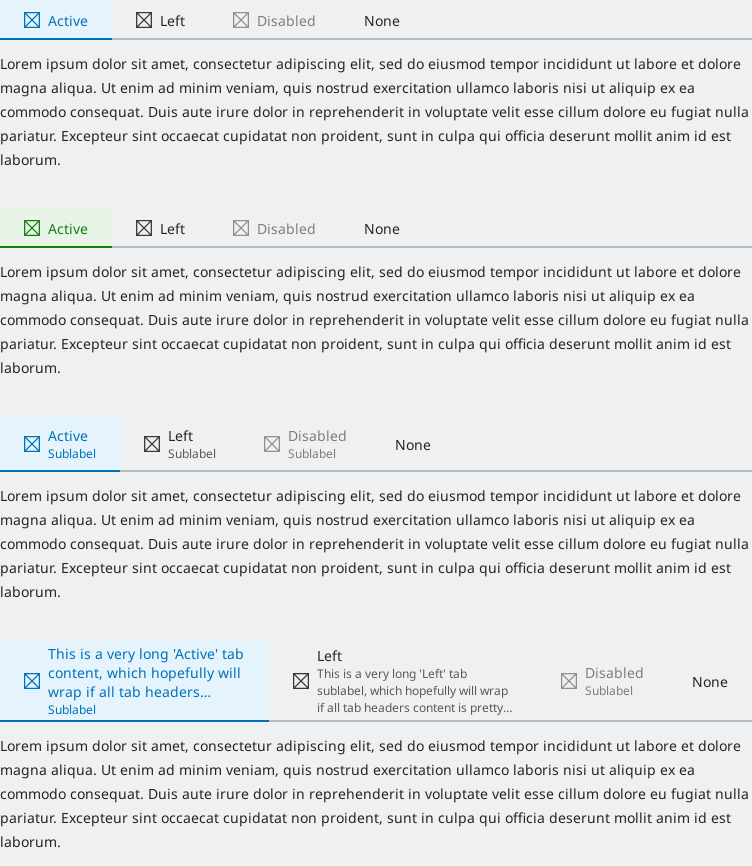 Active Left Disabled None
Lorem ipsum dolor sit amet, consectetur adipiscing elit, sed do eiusmod tempor incididunt ut labore et dolore
magna aliqua. Ut enim ad minim veniam, quis nostrud exercitation ullamco laboris nisi ut aliquip ex ea
commodo consequat. Duis aute irure dolor in reprehenderit in voluptate velit esse cillum dolore eu fugiat nulla
pariatur. Excepteur sint occaecat cupidatat non proident, sunt in culpa qui officia deserunt mollit anim id est
laborum.
Active Left Disabled None
Lorem ipsum dolor sit amet, consectetur adipiscing elit, sed do eiusmod tempor incididunt ut labore et dolore
magna aliqua. Ut enim ad minim veniam, quis nostrud exercitation ullamco laboris nisi ut aliquip ex ea
commodo consequat. Duis aute irure dolor in reprehenderit in voluptate velit esse cillum dolore eu fugiat nulla
pariatur. Excepteur sint occaecat cupidatat non proident, sunt in culpa qui officia deserunt mollit anim id est
laborum.
Active
Sublabel
Left
Sublabel
Disabled
Sublabel
None
Lorem ipsum dolor sit amet, consectetur adipiscing elit, sed do eiusmod tempor incididunt ut labore et dolore
magna aliqua. Ut enim ad minim veniam, quis nostrud exercitation ullamco laboris nisi ut aliquip ex ea
commodo consequat. Duis aute irure dolor in reprehenderit in voluptate velit esse cillum dolore eu fugiat nulla
pariatur. Excepteur sint occaecat cupidatat non proident, sunt in culpa qui officia deserunt mollit anim id est
laborum.
This is a very long 'Active' tab
content, which hopefully will
wrap if all tab headers...
Sublabel
Left
This is a very long 'Left' tab
sublabel, which hopefully will wrap
if all tab headers content is pretty...
Disabled
Sublabel
None
Lorem ipsum dolor sit amet, consectetur adipiscing elit, sed do eiusmod tempor incididunt ut labore et dolore
magna aliqua. Ut enim ad minim veniam, quis nostrud exercitation ullamco laboris nisi ut aliquip ex ea
commodo consequat. Duis aute irure dolor in reprehenderit in voluptate velit esse cillum dolore eu fugiat nulla
pariatur. Excepteur sint occaecat cupidatat non proident, sunt in culpa qui officia deserunt mollit anim id est
laborum.